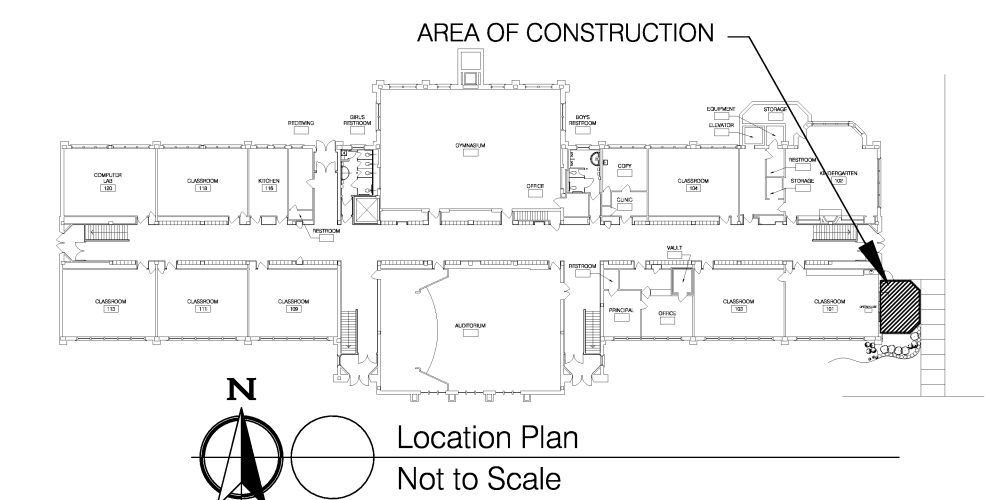 AREA OF CONSTRUCTION
EQUIPMENT
STORAGE
ELEVATOR
RECEIVING
GIRL'S
RESTROOM
BOY'S
RESTROOM
GYMNASIUM
COPY
RESTROOM
COMPUTER
LAB
120
CLASSROOM
118
KITCHEN
116
OFFICE
CLINIC
CLASSROOM
104
STORAGE
KINDERGARTEN
102
RESTROOM
VAULT
RESTROOM
CLASSROOM
113
CLASSROOM
111
CLASSROOM
109
AUDITORIUM
PRINCIPAL
OFFICE
CLASSROOM
103
CLASSROOM
101
N
Location Plan
Not to Scale